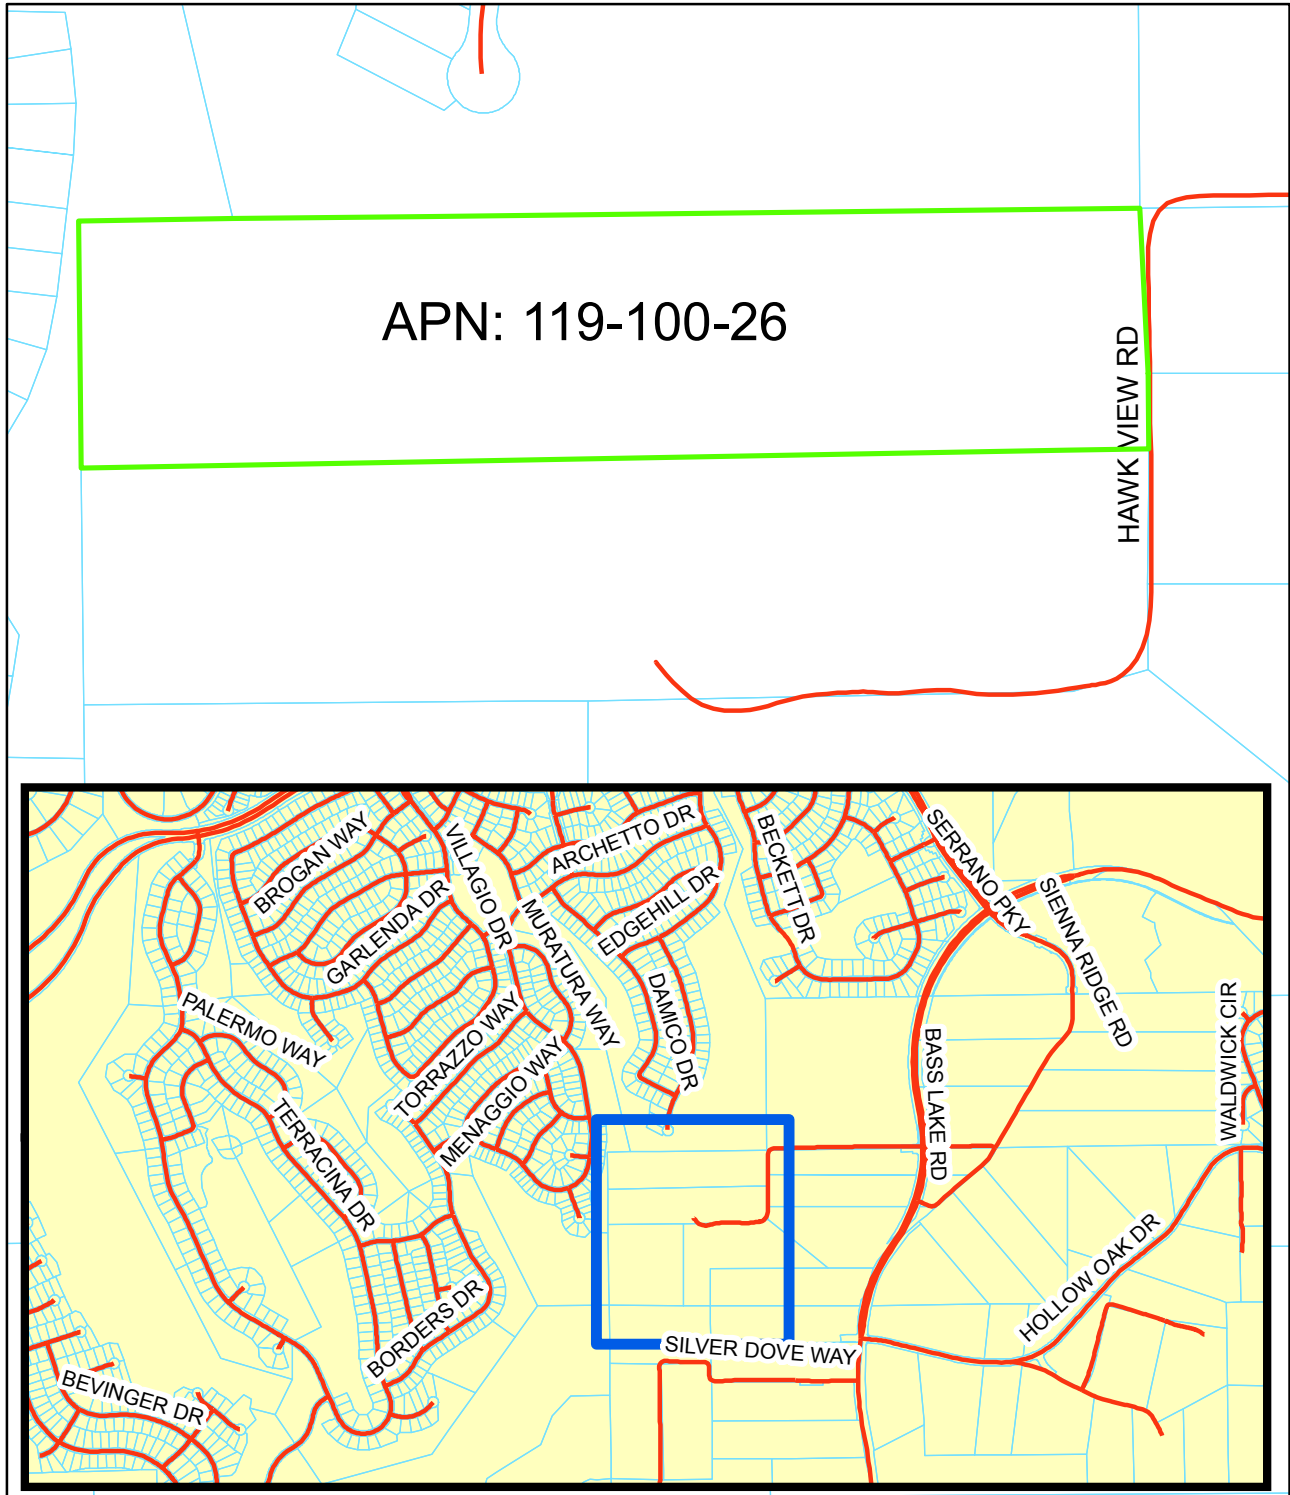 APN: 119-100-26
HAWK VIEW RD
BROGAN WAY
VILLAGIO DR
ARCHETTO DR
BECKETT DR
SERRANO PKY
SIENNA RIDGE RD
GARLENDA DR
MURATURA WAY
EDGEHILL DR
DAMICO DR
PALERMO WAY
TORRAZZO WAY
MENAGGIO WAY
BASS LAKE RD
WALDWICK CIR
TERRACINA DR
BORDERS DR
HOLLOW OAK DR
SILVER DOVE WAY
BEVINGER DR